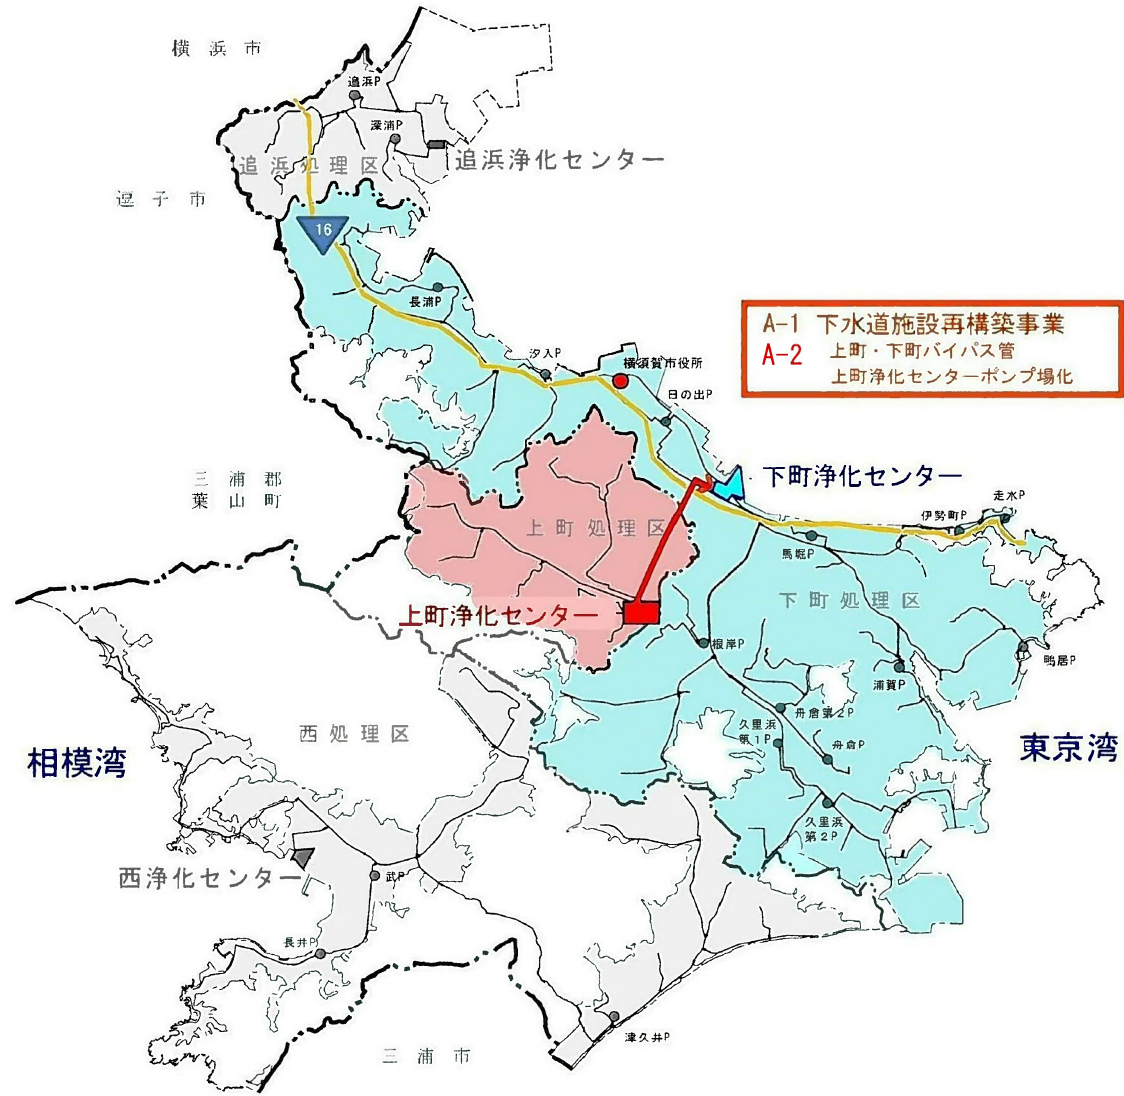 横浜市
追浜P
深浦P
追浜処理区
追浜浄化センター
逗子市
16
長浦P
A-1 下水道施設再構築事業
A-2 上町・下町バイパス管
上町浄化センターポンプ場化
汐入P
横須賀市役所
日の出P
三浦郡
葉山町
下町浄化センター
走水P
伊勢町P
上町処理区
馬堀P
下町処理区
上町浄化センター
根岸P
鴨居P
浦賀P
舟倉第2P
久里浜
第1P
舟倉P
西処理区
相模湾
東京湾
久里浜
第2P
西浄化センター
武P
長井P
津久井P
三浦市